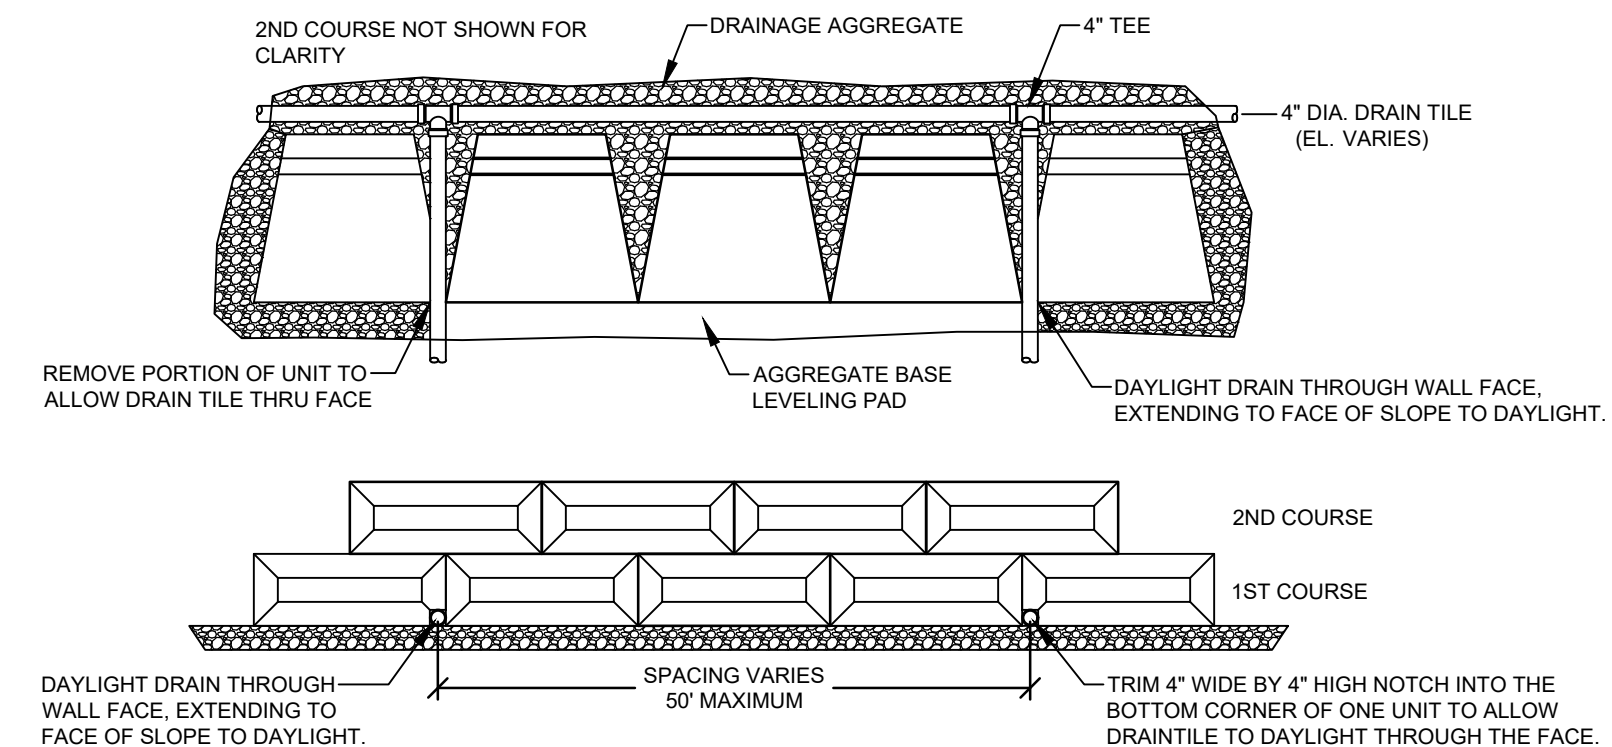 2ND COURSE NOT SHOWN FOR
CLARITY
DRAINAGE AGGREGATE
4" TEE
4" DIA. DRAIN TILE
(EL. VARIES)
REMOVE PORTION OF UNIT TO
ALLOW DRAIN TILE THRU FACE
AGGREGATE BASE
LEVELING PAD
DAYLIGHT DRAIN THROUGH WALL FACE,
EXTENDING TO FACE OF SLOPE TO DAYLIGHT.
2ND COURSE
1ST COURSE
DAYLIGHT DRAIN THROUGH
WALL FACE, EXTENDING TO
FACE OF SLOPE TO DAYLIGHT.
SPACING VARIES
50' MAXIMUM
TRIM 4" WIDE BY 4" HIGH NOTCH INTO THE
BOTTOM CORNER OF ONE UNIT TO ALLOW
DRAINTILE TO DAYLIGHT THROUGH THE FACE.